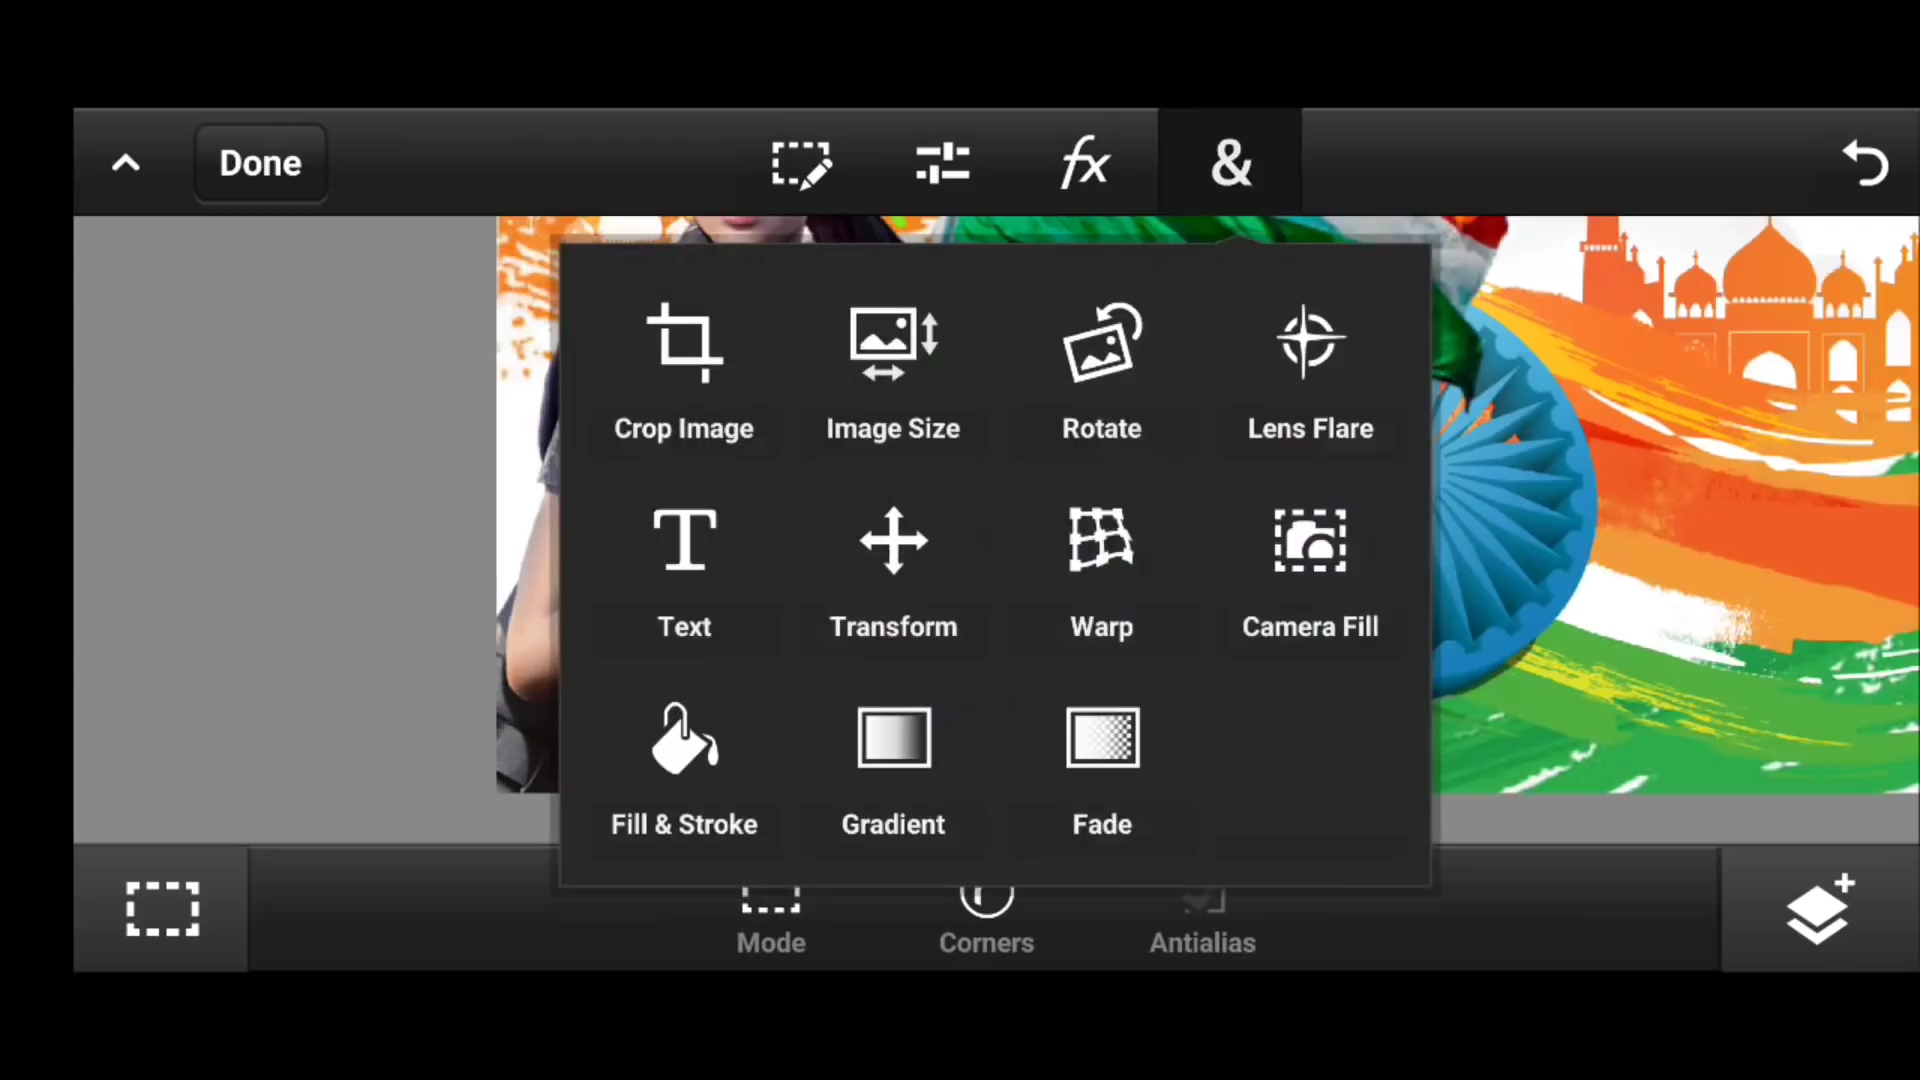 Done
fx
&
Crop Image
Image Size
Rotate
Lens Flare
Text
Transform
Warp
Camera Fill
Fill & Stroke
Gradient
Fade
Mode
Corners
Antialias